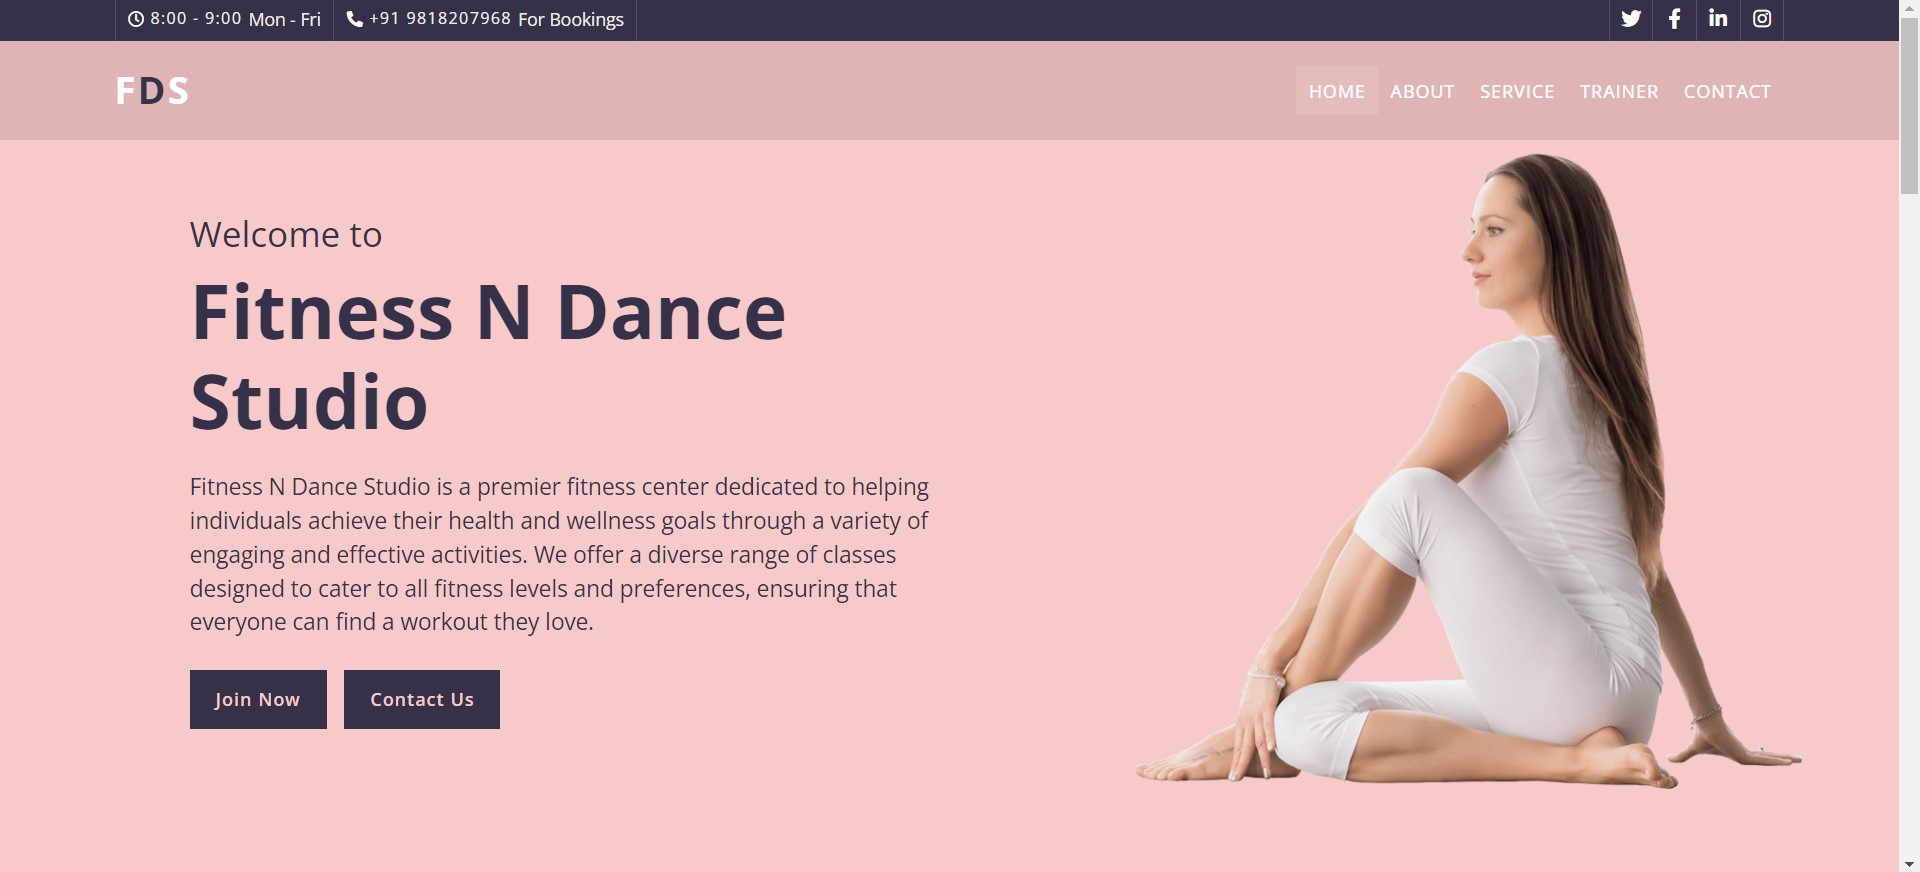 8:00 - 9:00 Mon - Fri
+91 9818207968 For Bookings
FDS
HOME
ABOUT
SERVICE
TRAINER
CONTACT
Welcome to
Fitness N Dance
Studio
Fitness N Dance Studio is a premier fitness center dedicated to helping
individuals achieve their health and wellness goals through a variety of
engaging and effective activities. We offer a diverse range of classes
designed to cater to all fitness levels and preferences, ensuring that
everyone can find a workout they love.
Join Now
Contact Us